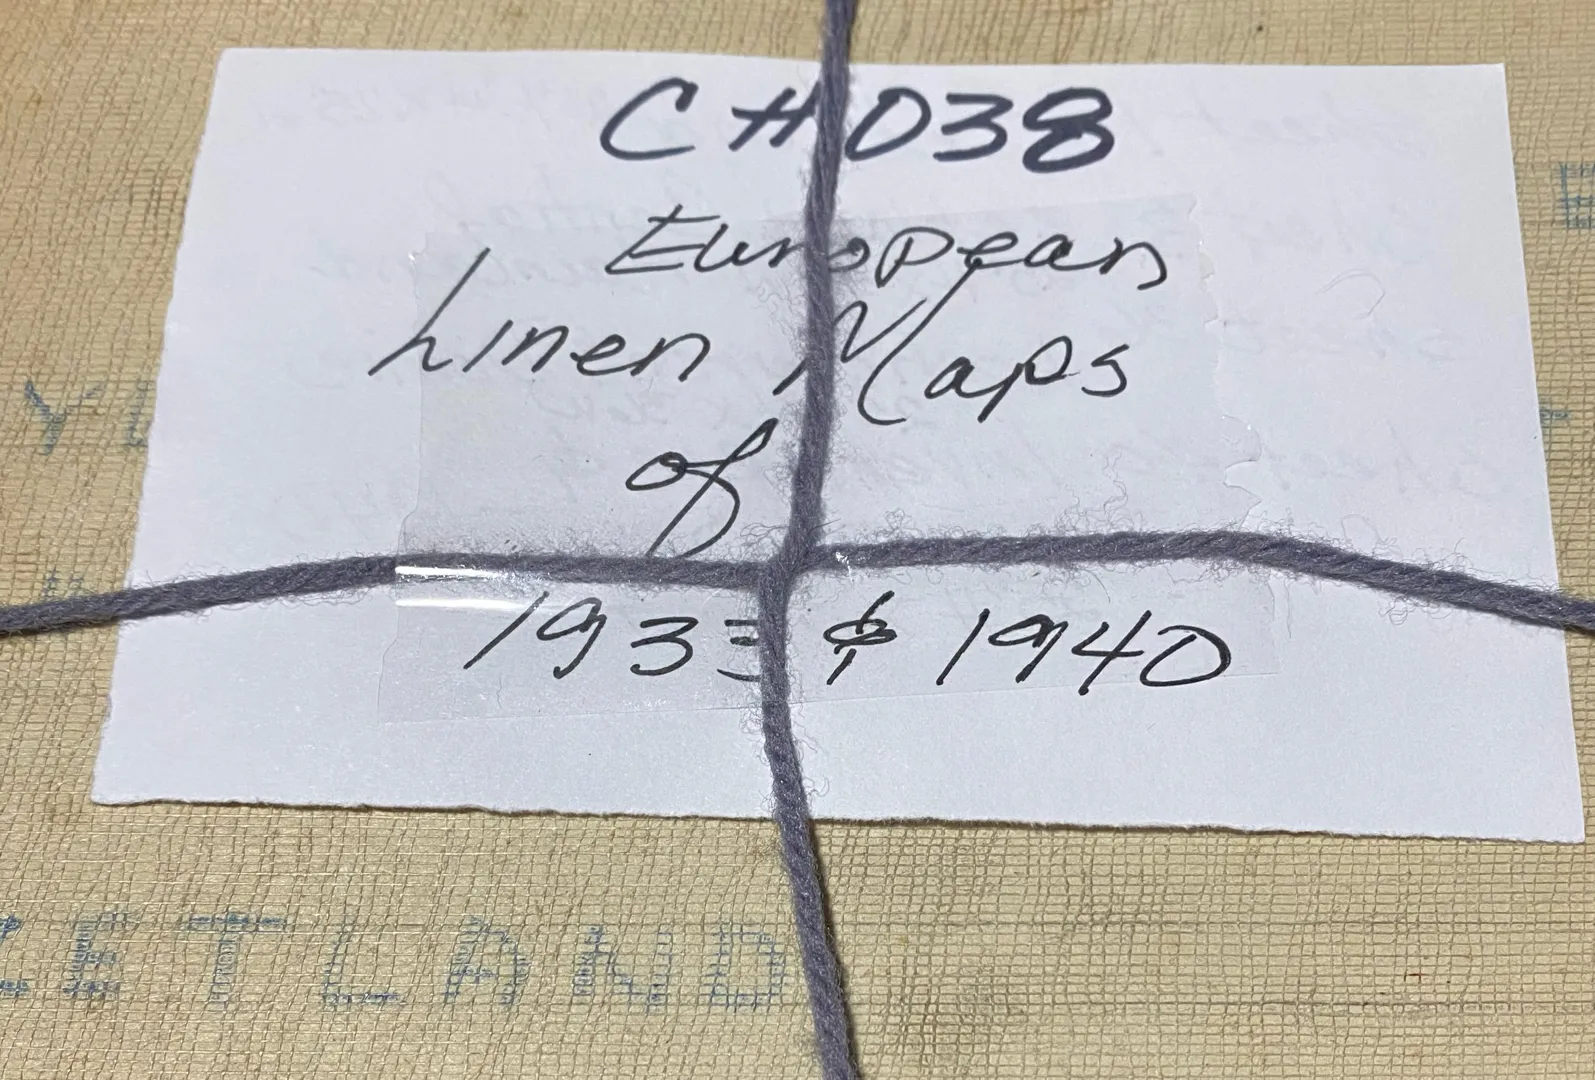 CH038
European
Linen Maps
of
1933 & 1940